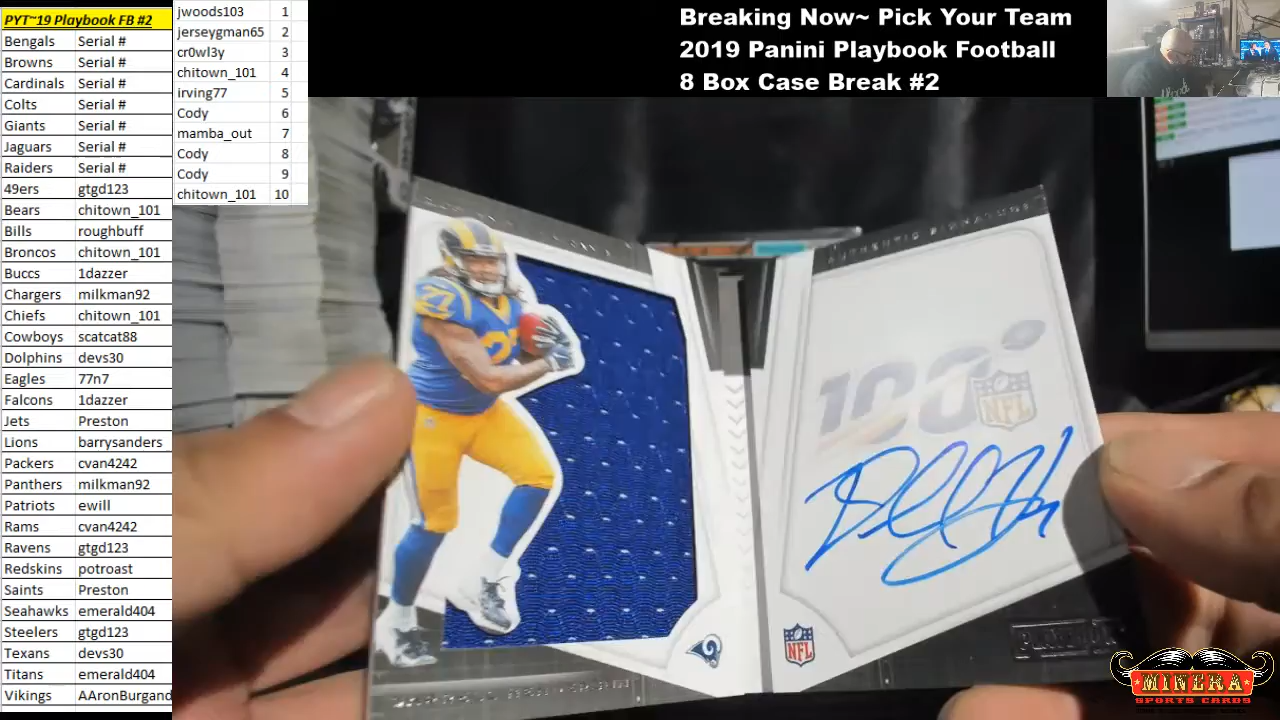 PYT~19 Playbook FB #2
Bengals Serial #
Browns Serial #
Cardinals Serial #
Colts Serial #
Giants Serial #
Jaguars Serial #
Raiders Serial #
49ers gtgd123
Bears chitown_101
Bills roughbuff
Broncos chitown_101
Buccs 1dazzer
Chargers milkman92
Chiefs chitown_101
Cowboys scatcat88
Dolphins devs30
Eagles 77n7
Falcons 1dazzer
Jets Preston
Lions barrysanders
Packers cvan4242
Panthers milkman92
Patriots ewill
Rams cvan4242
Ravens gtgd123
Redskins potroast
Saints Preston
Seahawks emerald404
Steelers gtgd123
Texans devs30
Titans emerald404
Vikings AAronBurgand
jwoods103 1
jerseygman65 2
cr0wl3y 3
chitown_101 4
irving77 5
Cody 6
mamba_out 7
Cody 8
Cody 9
chitown_101 10
Breaking Now~ Pick Your Team
2019 Panini Playbook Football
8 Box Case Break #2
AUTHENTIC SIGNATURE
27
100
NFL
NFL
PLAYBOOK
MINERA
SPORTS CARDS